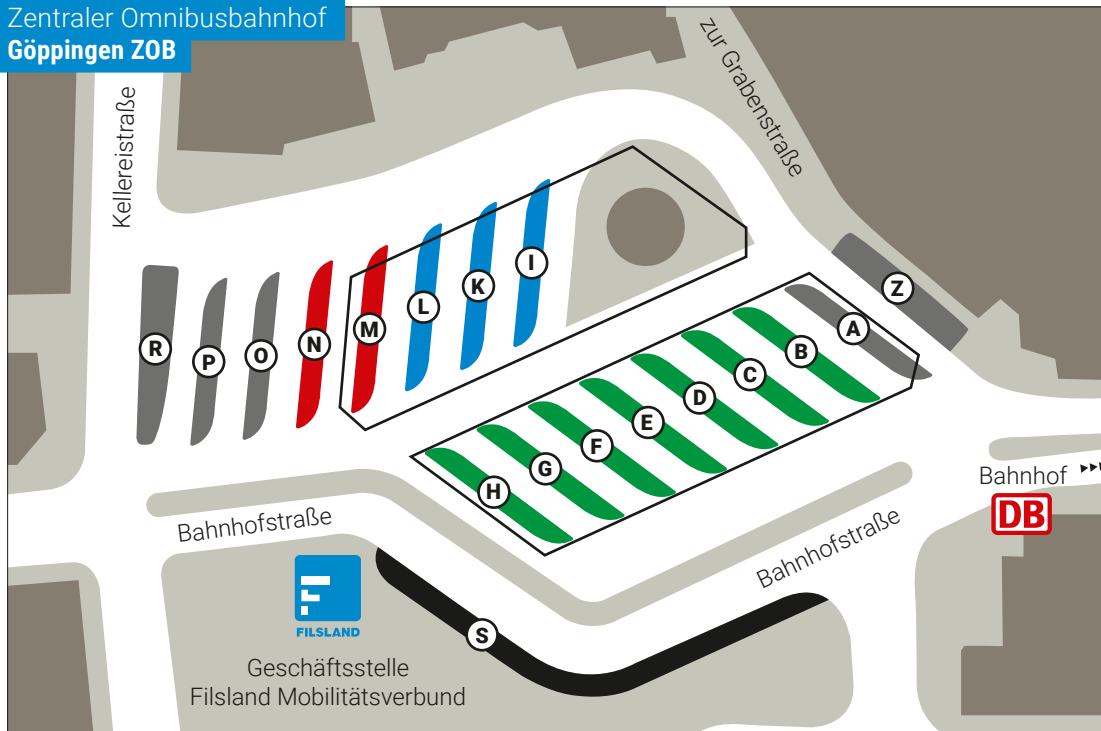 Zentraler Omnibusbahnhof
Göppingen ZOB
Kellereistraße
zur Grabenstraße
I
K
L
M
N
O
P
R
Z
A
B
C
D
E
F
G
H
Bahnhof
DB
Bahnhofstraße
Bahnhofstraße
FILSLAND
S
Geschäftsstelle
Filsland Mobilitätsverbund